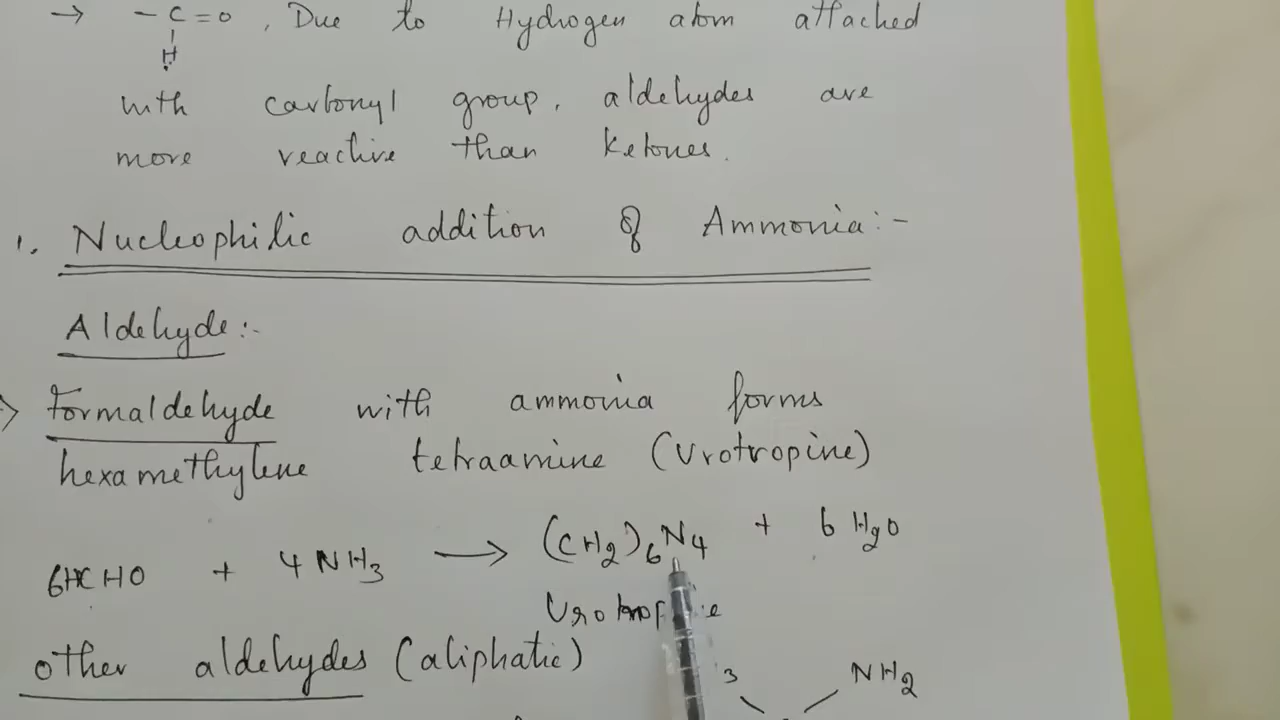 → -C=O , Due to Hydrogen atom attached
H
with carbonyl group, aldehydes are
more reactive than ketones.
1. Nucleophilic addition of Ammonia:-
Aldehyde:-
→ Formaldehyde with ammonia forms
hexamethylene tetraamine (Urotropine)
6HCHO + 4NH3 → (CH2)6N4 + 6H2O
other aldehydes (aliphatic)
3 NH2